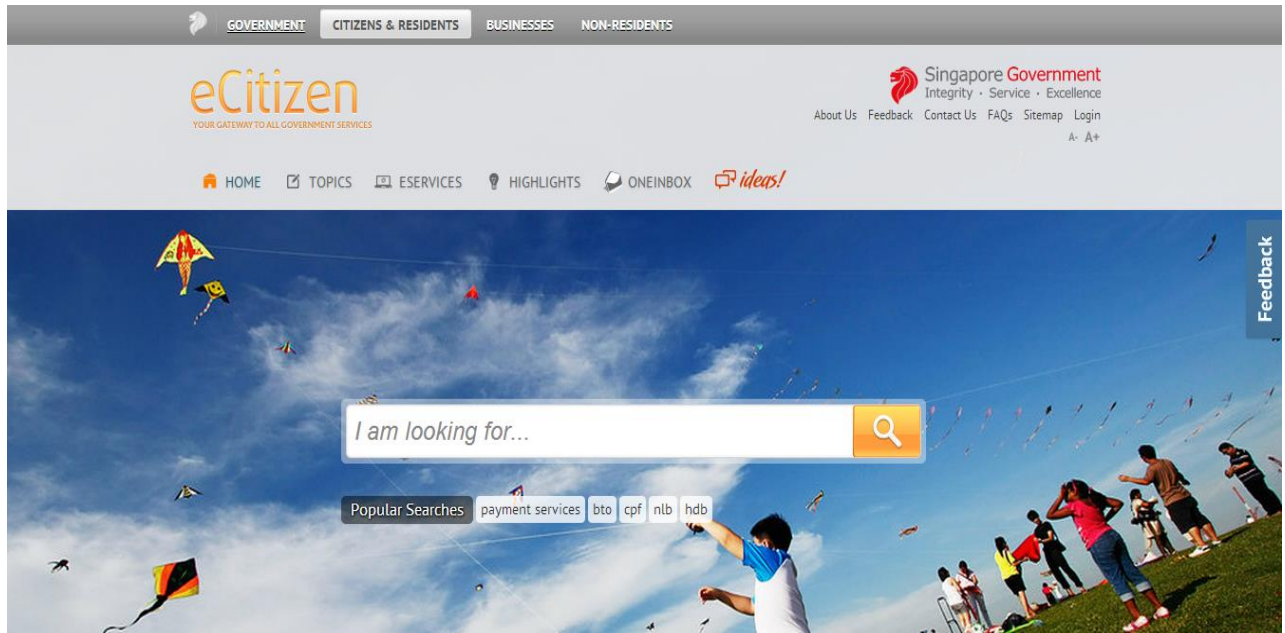 GOVERNMENT CITIZENS & RESIDENTS BUSINESSES NON-RESIDENTS
eCitizen
YOUR GATEWAY TO ALL GOVERNMENT SERVICES
Singapore Government
Integrity · Service · Excellence
About Us Feedback Contact Us FAQs Sitemap Login
A- A+
HOME TOPICS ESERVICES HIGHLIGHTS ONEINBOX ideas!
Feedback
I am looking for...
Popular Searches payment services bto cpf nlb hdb